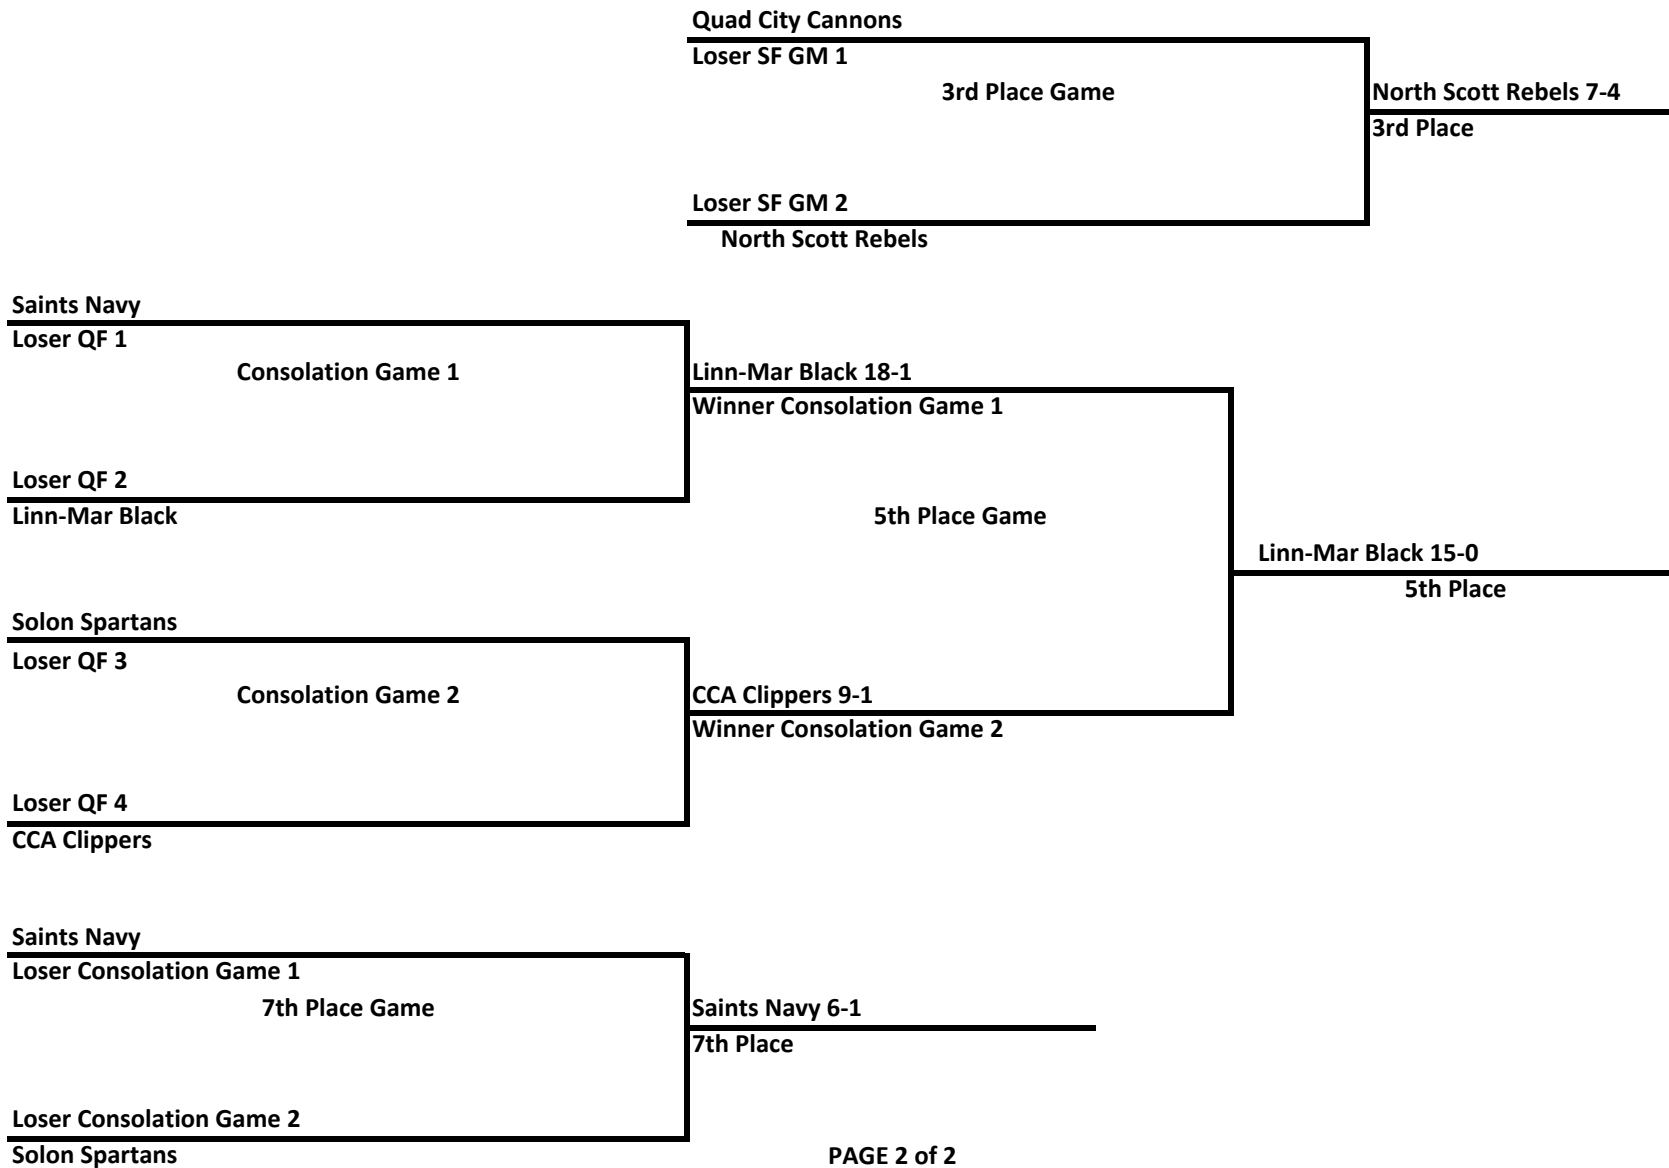 Quad City Cannons
Loser SF GM 1
3rd Place Game
North Scott Rebels 7-4
3rd Place
Loser SF GM 2
North Scott Rebels
Saints Navy
Loser QF 1
Consolation Game 1
Linn-Mar Black 18-1
Winner Consolation Game 1
Loser QF 2
Linn-Mar Black
5th Place Game
Linn-Mar Black 15-0
5th Place
Solon Spartans
Loser QF 3
Consolation Game 2
CCA Clippers 9-1
Winner Consolation Game 2
Loser QF 4
CCA Clippers
Saints Navy
Loser Consolation Game 1
7th Place Game
Saints Navy 6-1
7th Place
Loser Consolation Game 2
Solon Spartans
PAGE 2 of 2